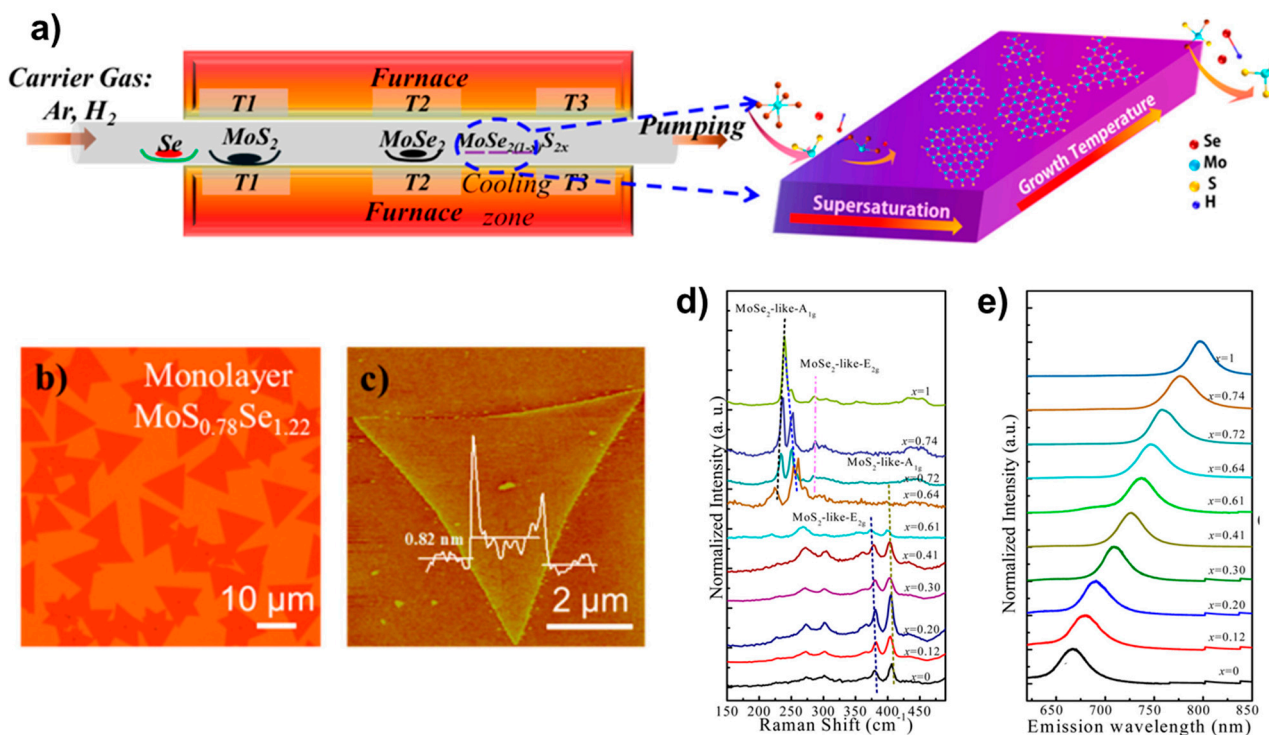 a)
Carrier Gas:
Ar, H2
Furnace
T1 T2 T3
Se MoS2 MoSe2 MoSe2(1-x)S2x
Pumping
T1 T2 Cooling T3
Furnace zone
Supersaturation
Growth Temperature
Se
Mo
S
H
b)
Monolayer
MoS0.78Se1.22
10 μm
c)
0.82 nm
2 μm
d)
MoSe2-like-A1g
MoSe2-like-E2g
x=1
x=0.74
MoS2-like-A1g
x=0.72
x=0.64
MoS2-like-E2g
x=0.61
x=0.41
x=0.30
x=0.20
x=0.12
x=0
Normalized Intensity (a. u.)
150 200 250 300 350 400 450
Raman Shift (cm-1)
e)
x=1
x=0.74
x=0.72
x=0.64
x=0.61
x=0.41
x=0.30
x=0.20
x=0.12
x=0
Normalized Intensity (a.u.)
650 700 750 800 850
Emission wavelength (nm)